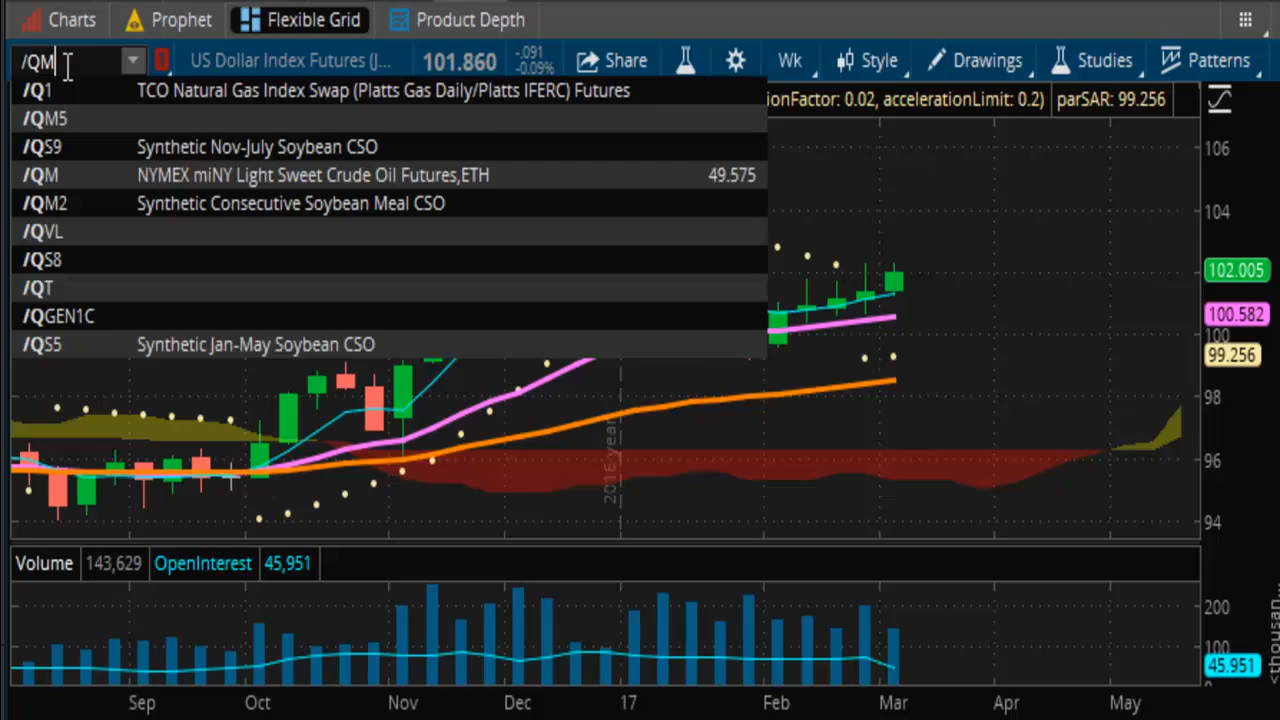 Charts Prophet Flexible Grid Product Depth
/QM US Dollar Index Futures (J... 101.860 -.091 -0.09% Share Wk Style Drawings Studies Patterns
/Q1 TCO Natural Gas Index Swap (Platts Gas Daily/Platts IFERC) Futures
ionFactor: 0.02, accelerationLimit: 0.2) parSAR: 99.256
/QM5
/QS9 Synthetic Nov-July Soybean CSO
/QM NYMEX miNY Light Sweet Crude Oil Futures,ETH 49.575
/QM2 Synthetic Consecutive Soybean Meal CSO
/QVL
/QS8
/QT
/QGEN1C
/QS5 Synthetic Jan-May Soybean CSO
106
104
102.005
100.582
100
99.256
98
96
94
2016 year
Volume 143,629 OpenInterest 45,951
200
100
45.951
<thousan...
Sep Oct Nov Dec 17 Feb Mar Apr May